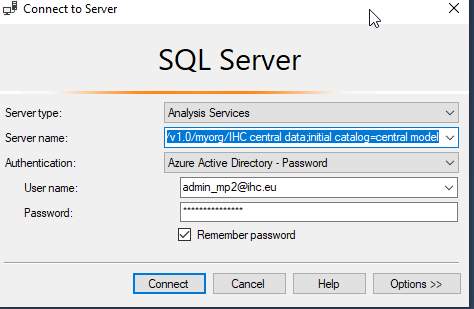 Connect to Server
SQL Server
Server type: Analysis Services
Server name: /v1.0/myorg/IHC central data;initial catalog=central model
Authentication: Azure Active Directory - Password
User name: admin_mp2@ihc.eu
Password: ***************
Remember password
Connect Cancel Help Options >>